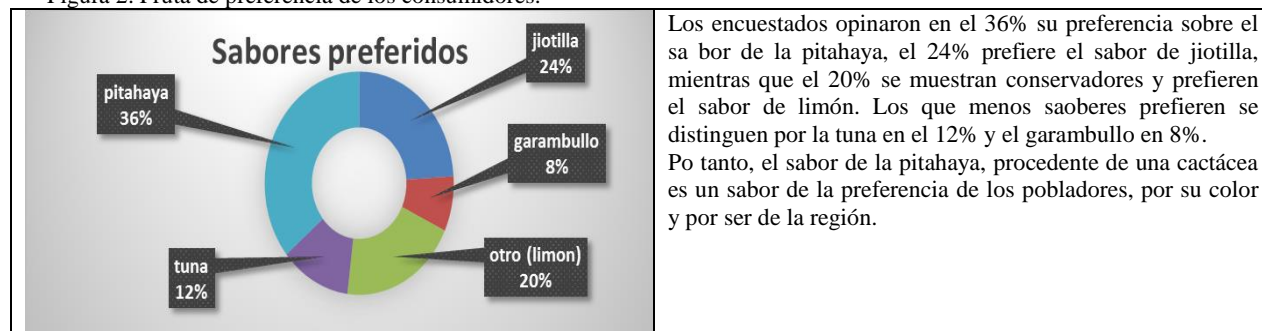 Figura 2. Fruta de preferencia de los consumidores.
Sabores preferidos
jiotilla
24%
pitahaya
36%
garambullo
8%
otro (limon)
20%
tuna
12%
Los encuestados opinaron en el 36% su preferencia sobre el
sa bor de la pitahaya, el 24% prefiere el sabor de jiotilla,
mientras que el 20% se muestran conservadores y prefieren
el sabor de limón. Los que menos saoberes prefieren se
distinguen por la tuna en el 12% y el garambullo en 8%.
Po tanto, el sabor de la pitahaya, procedente de una cactácea
es un sabor de la preferencia de los pobladores, por su color
y por ser de la región.